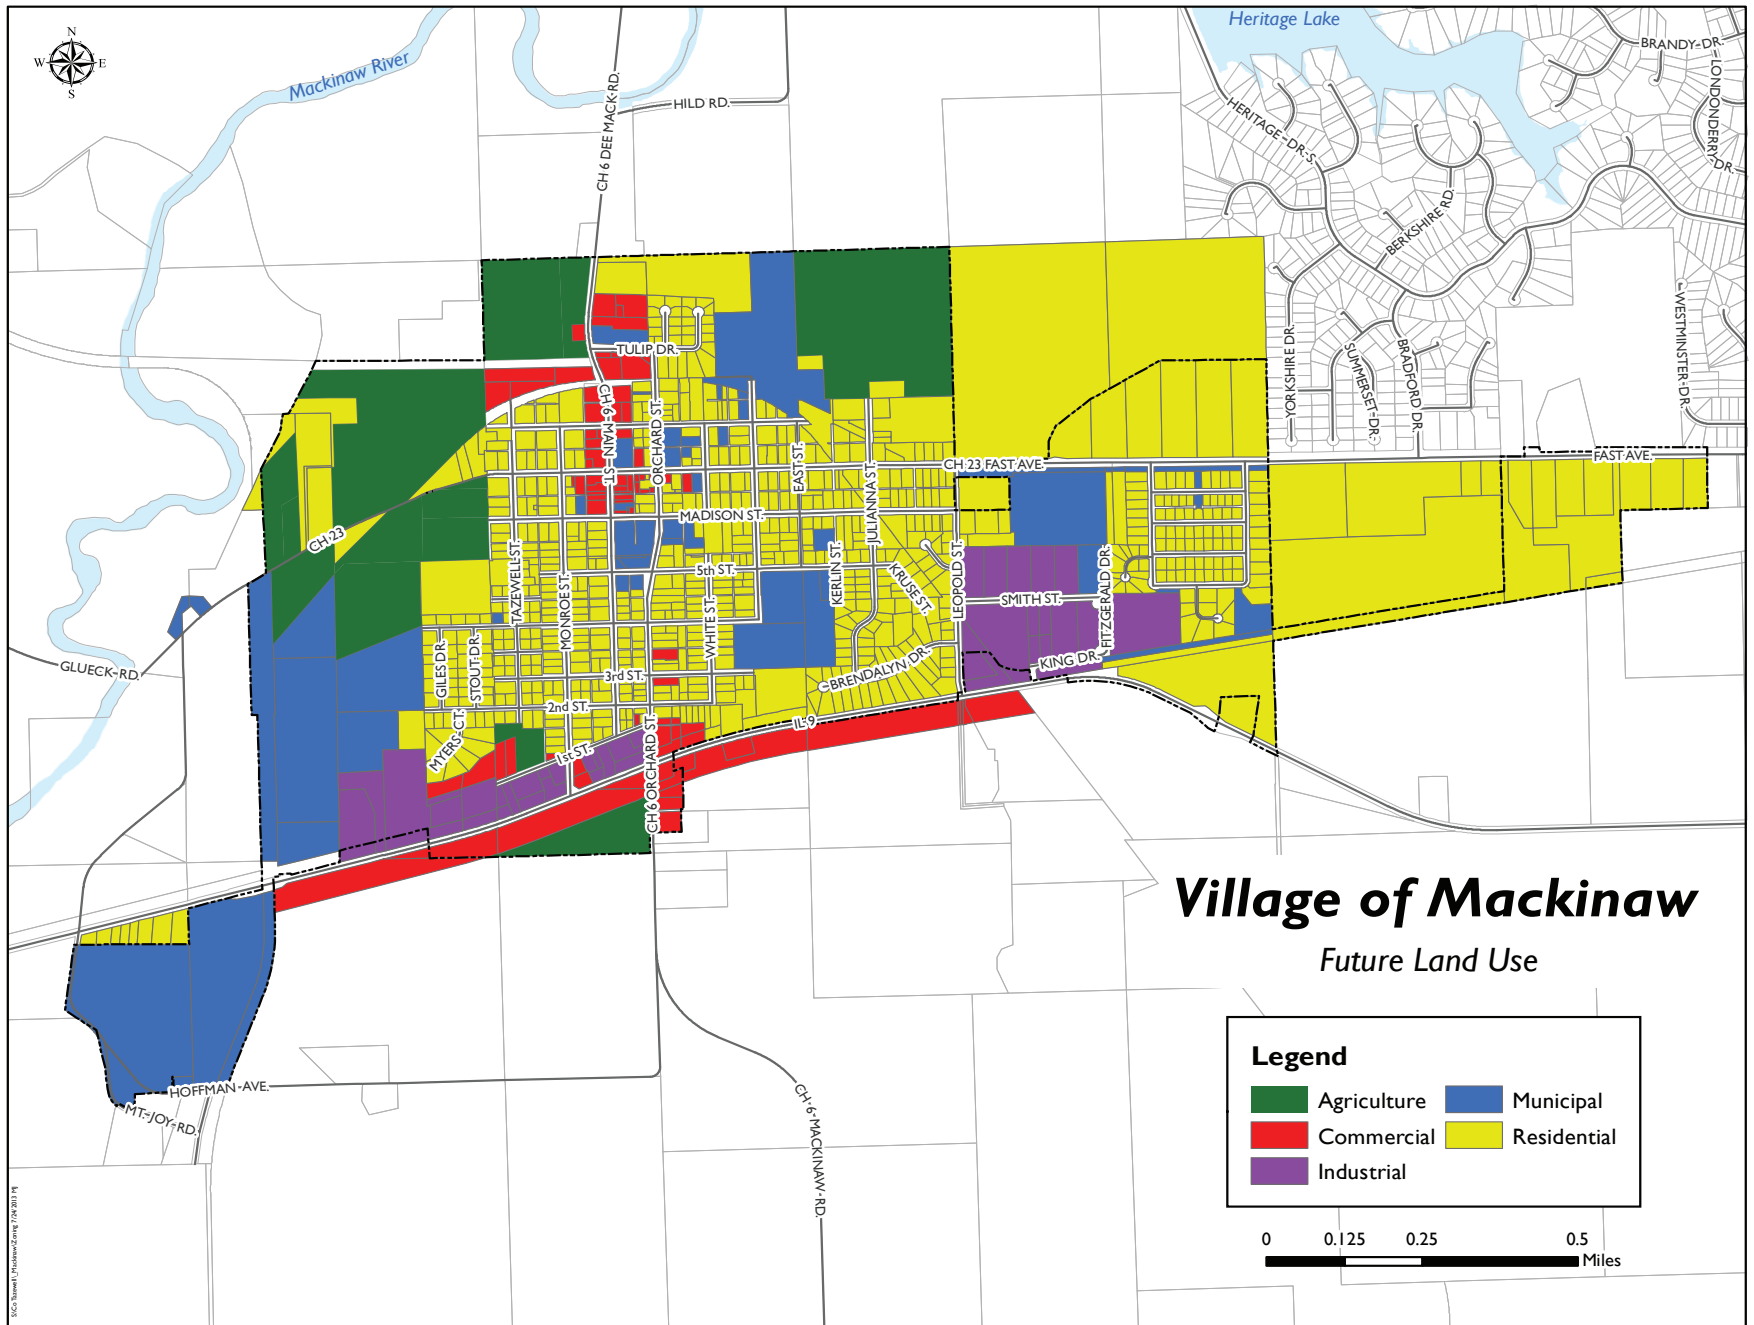 Heritage Lake
N
W E
S
Mackinaw River
HILD RD.
CH 6 DEE MACK RD.
BRANDY DR.
LONDONDERRY DR.
HERITAGE DR S.
BERKSHIRE RD.
WESTMINSTER DR.
YORKSHIRE DR.
SUMMERSET DR.
BRADFORD DR.
TULIP DR.
CH 6 MAIN ST.
ORCHARD ST.
EAST ST.
JULIANNA ST.
CH 23 FAST AVE.
FAST AVE.
MADISON ST.
CH 23
TAZEWELL ST.
MONROE ST.
5th ST.
WHITE ST.
KERLIN ST.
KRUSE ST.
LEOPOLD ST.
SMITH ST.
FITZGERALD DR.
KING DR.
BRENDALYN DR.
GLUECK RD.
GILES DR.
STOUT DR.
3rd ST.
2nd ST.
MYERS CT.
1st ST.
CH 6 ORCHARD ST.
IL 9
HOFFMAN AVE.
MT. JOY RD.
CH 6 MACKINAW RD.
Village of Mackinaw
Future Land Use
Legend
Agriculture
Municipal
Commercial
Residential
Industrial
0 0.125 0.25 0.5
Miles